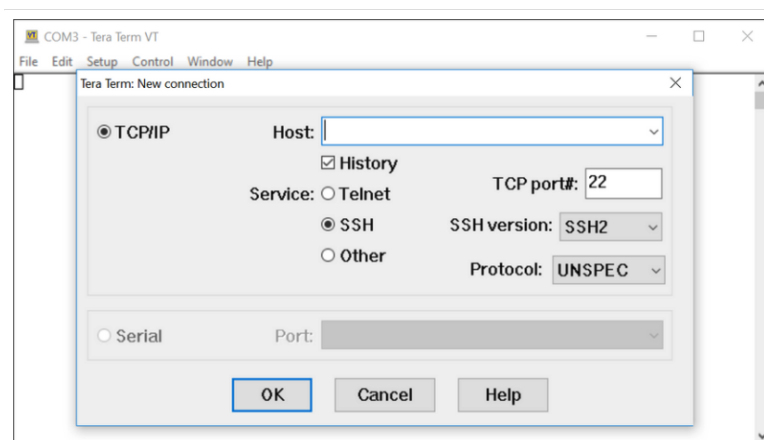 COM3 - Tera Term VT
File Edit Setup Control Window Help
Tera Term: New connection
TCP/IP Host:
History
Service: Telnet TCP port#: 22
SSH SSH version: SSH2
Other Protocol: UNSPEC
Serial Port:
OK Cancel Help